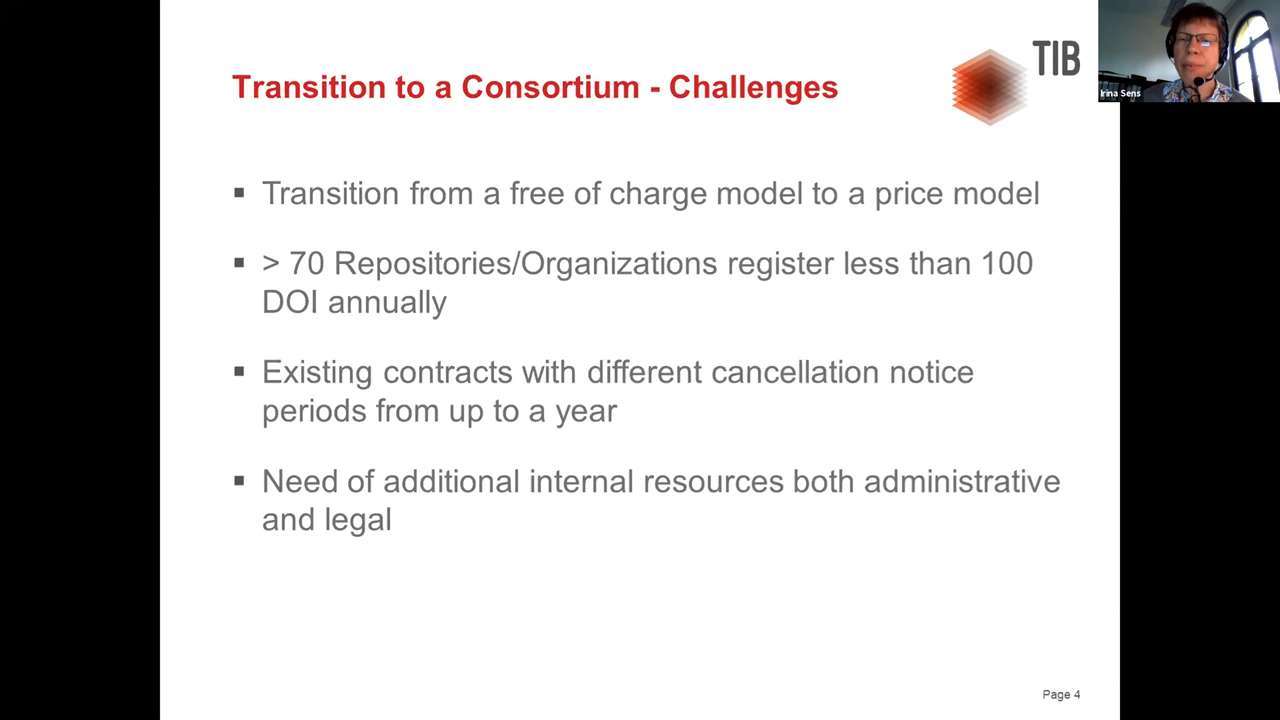 Transition to a Consortium - Challenges
TIB
Irina Sens
▪ Transition from a free of charge model to a price model
▪ > 70 Repositories/Organizations register less than 100
DOI annually
▪ Existing contracts with different cancellation notice
periods from up to a year
▪ Need of additional internal resources both administrative
and legal
Page 4